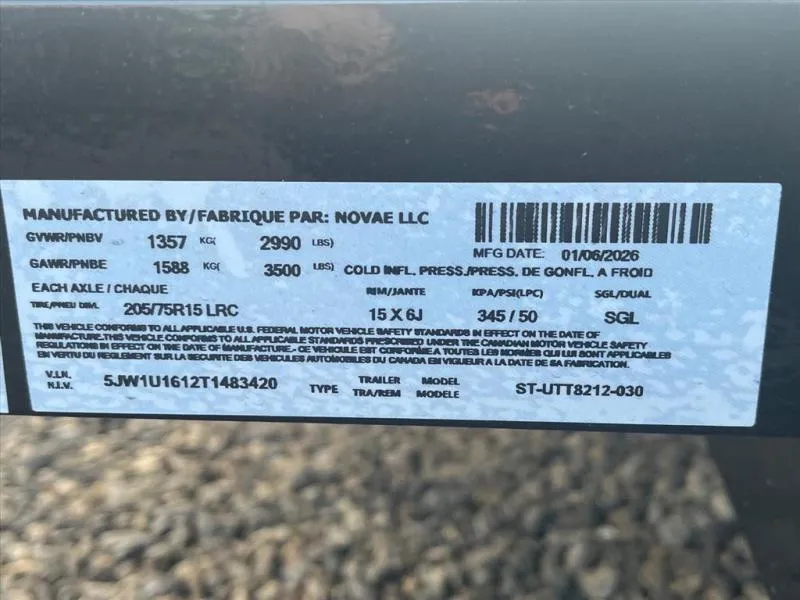 MANUFACTURED BY/FABRIQUE PAR: NOVAE LLC
GVWR/PNBV 1357 KG( 2990 LBS)
MFG DATE: 01/06/2026
GAWR/PNBE 1588 KG( 3500 LBS) COLD INFL. PRESS./PRESS. DE GONFL. A FROID
EACH AXLE / CHAQUE RIM/JANTE KPA/PSI(LPC) SGL/DUAL
TIRE/PNEU DIM. 205/75R15 LRC 15 X 6J 345 / 50 SGL
THIS VEHICLE CONFORMS TO ALL APPLICABLE U.S. FEDERAL MOTOR VEHICLE SAFETY STANDARDS IN EFFECT ON THE DATE OF
MANUFACTURE.THIS VEHICLE CONFORMS TO ALL APPLICABLE STANDARDS PRESCRIBED UNDER THE CANADIAN MOTOR VEHICLE SAFETY
REGULATIONS IN EFFECT ON THE DATE OF MANUFACTURE./ CE VEHICULE EST CONFORME A TOUTES LES NORMES QUI LUI SONT APPLICABLES
EN VERTU DU REGLEMENT SUR LA SECURITE DES VEHICULES AUTOMOBILES DU CANADA EN VIGUEUR A LA DATE DE SA FABRICATION.
V.I.N. 5JW1U1612T1483420 TYPE TRAILER MODEL ST-UTT8212-030
N.I.V. TRA/REM MODELE